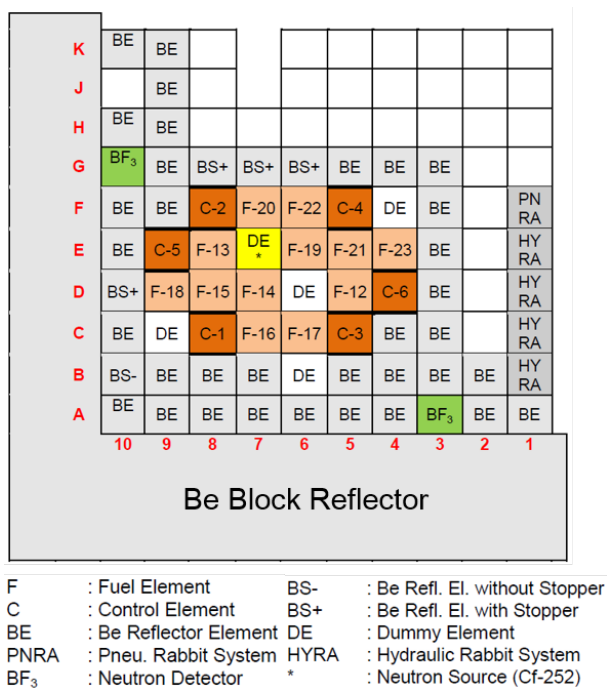 K BE BE
J BE
H BE BE
G BF₃ BE BS+ BS+ BS+ BE BE BE
F BE BE C-2 F-20 F-22 C-4 DE BE PN RA
E BE C-5 F-13 DE * F-19 F-21 F-23 BE HY RA
D BS+ F-18 F-15 F-14 DE F-12 C-6 BE HY RA
C BE DE C-1 F-16 F-17 C-3 BE BE HY RA
B BS- BE BE BE DE BE BE BE BE HY RA
A BE BE BE BE BE BE BE BF₃ BE BE
10 9 8 7 6 5 4 3 2 1
Be Block Reflector
F : Fuel Element BS- : Be Refl. El. without Stopper
C : Control Element BS+ : Be Refl. El. with Stopper
BE : Be Reflector Element DE : Dummy Element
PNRA : Pneu. Rabbit System HYRA : Hydraulic Rabbit System
BF₃ : Neutron Detector * : Neutron Source (Cf-252)